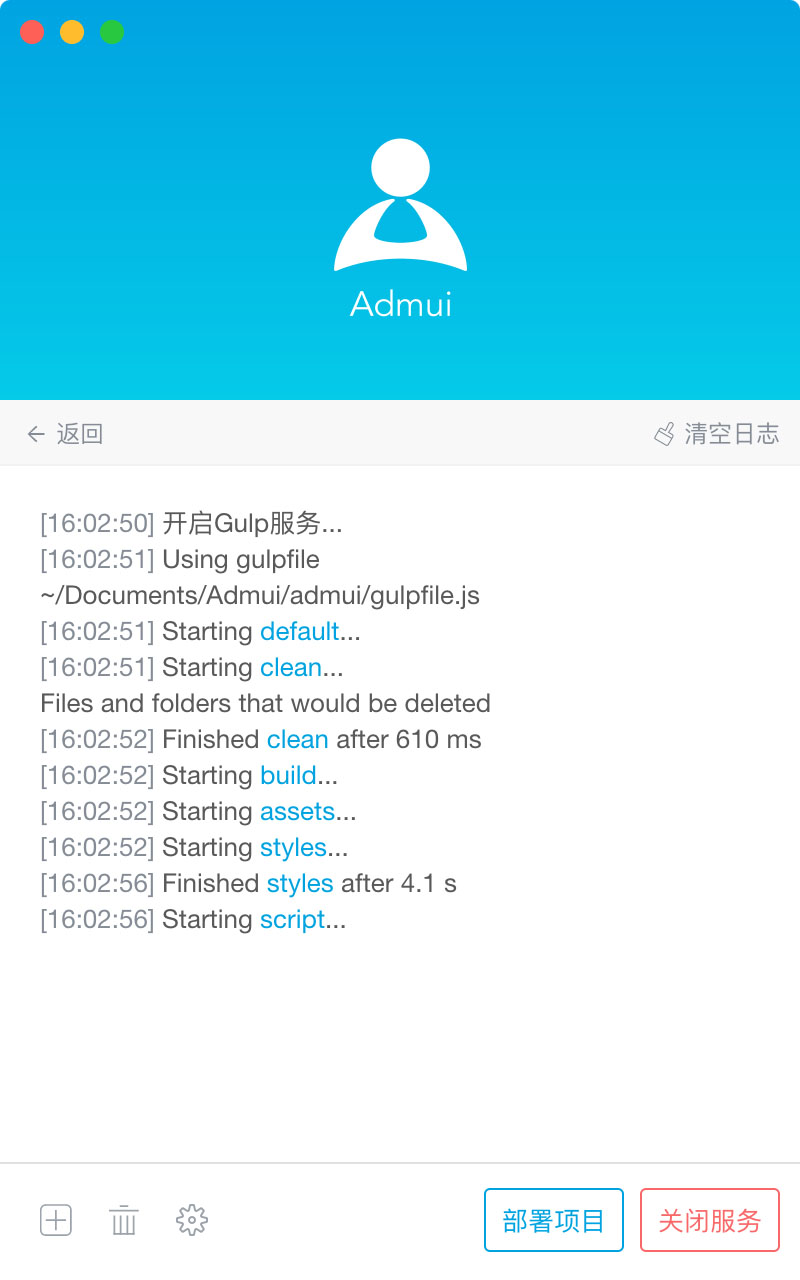 Admui
返回
清空日志
[16:02:50] 开启Gulp服务...
[16:02:51] Using gulpfile
~/Documents/Admui/admui/gulpfile.js
[16:02:51] Starting default...
[16:02:51] Starting clean...
Files and folders that would be deleted
[16:02:52] Finished clean after 610 ms
[16:02:52] Starting build...
[16:02:52] Starting assets...
[16:02:52] Starting styles...
[16:02:56] Finished styles after 4.1 s
[16:02:56] Starting script...
部署项目
关闭服务